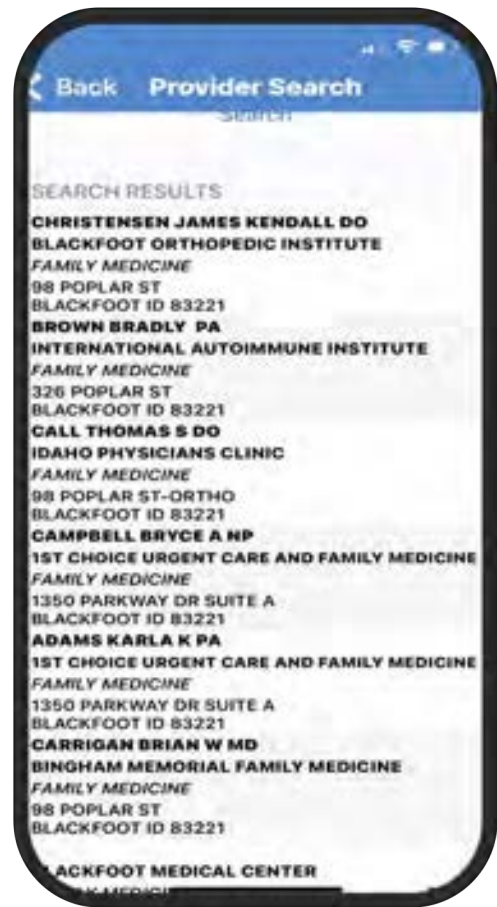 Back Provider Search
Search
SEARCH RESULTS
CHRISTENSEN JAMES KENDALL DO
BLACKFOOT ORTHOPEDIC INSTITUTE
FAMILY MEDICINE
98 POPLAR ST
BLACKFOOT ID 83221
BROWN BRADLY PA
INTERNATIONAL AUTOIMMUNE INSTITUTE
FAMILY MEDICINE
326 POPLAR ST
BLACKFOOT ID 83221
CALL THOMAS S DO
IDAHO PHYSICIANS CLINIC
FAMILY MEDICINE
98 POPLAR ST-ORTHO
BLACKFOOT ID 83221
CAMPBELL BRYCE A NP
1ST CHOICE URGENT CARE AND FAMILY MEDICINE
FAMILY MEDICINE
1350 PARKWAY DR SUITE A
BLACKFOOT ID 83221
ADAMS KARLA K PA
1ST CHOICE URGENT CARE AND FAMILY MEDICINE
FAMILY MEDICINE
1350 PARKWAY DR SUITE A
BLACKFOOT ID 83221
CARRIGAN BRIAN W MD
BINGHAM MEMORIAL FAMILY MEDICINE
FAMILY MEDICINE
98 POPLAR ST
BLACKFOOT ID 83221
LACKFOOT MEDICAL CENTER